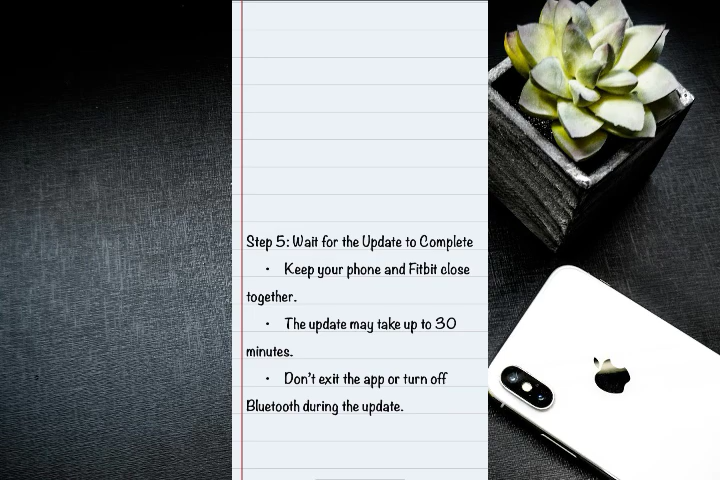 Step 5: Wait for the Update to Complete
• Keep your phone and Fitbit close
together.
• The update may take up to 30
minutes.
• Don't exit the app or turn off
Bluetooth during the update.